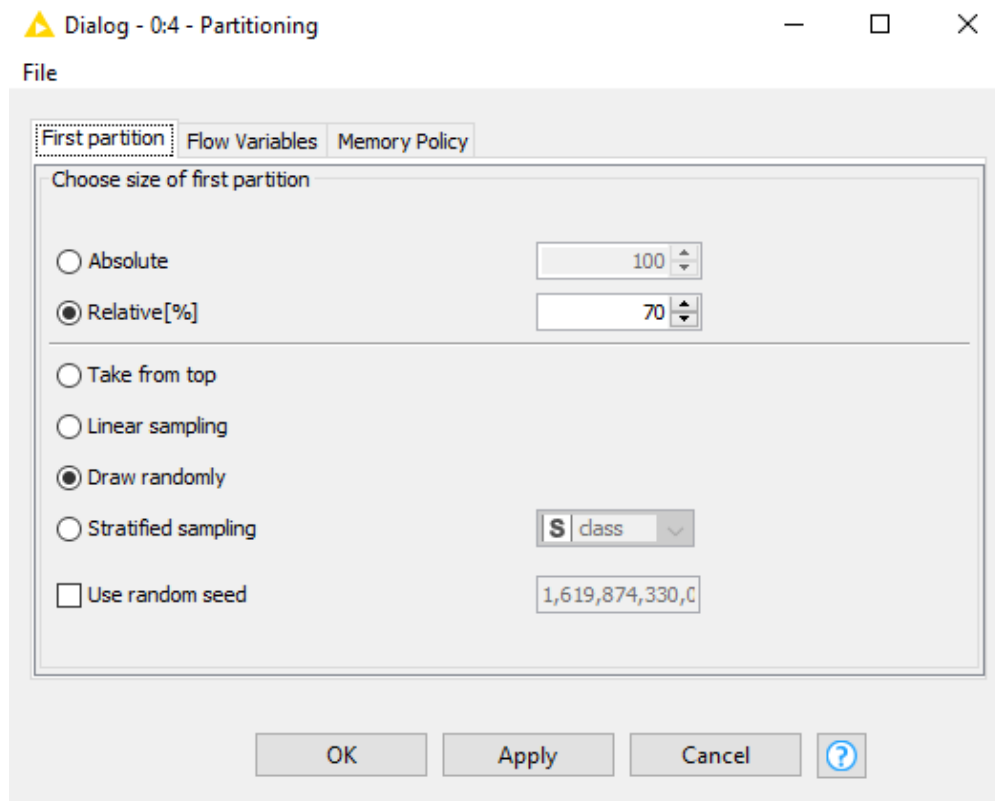 Dialog - 0:4 - Partitioning
File
First partition Flow Variables Memory Policy
Choose size of first partition
Absolute 100
Relative[%] 70
Take from top
Linear sampling
Draw randomly
Stratified sampling S class
Use random seed 1,619,874,330,
OK Apply Cancel ?